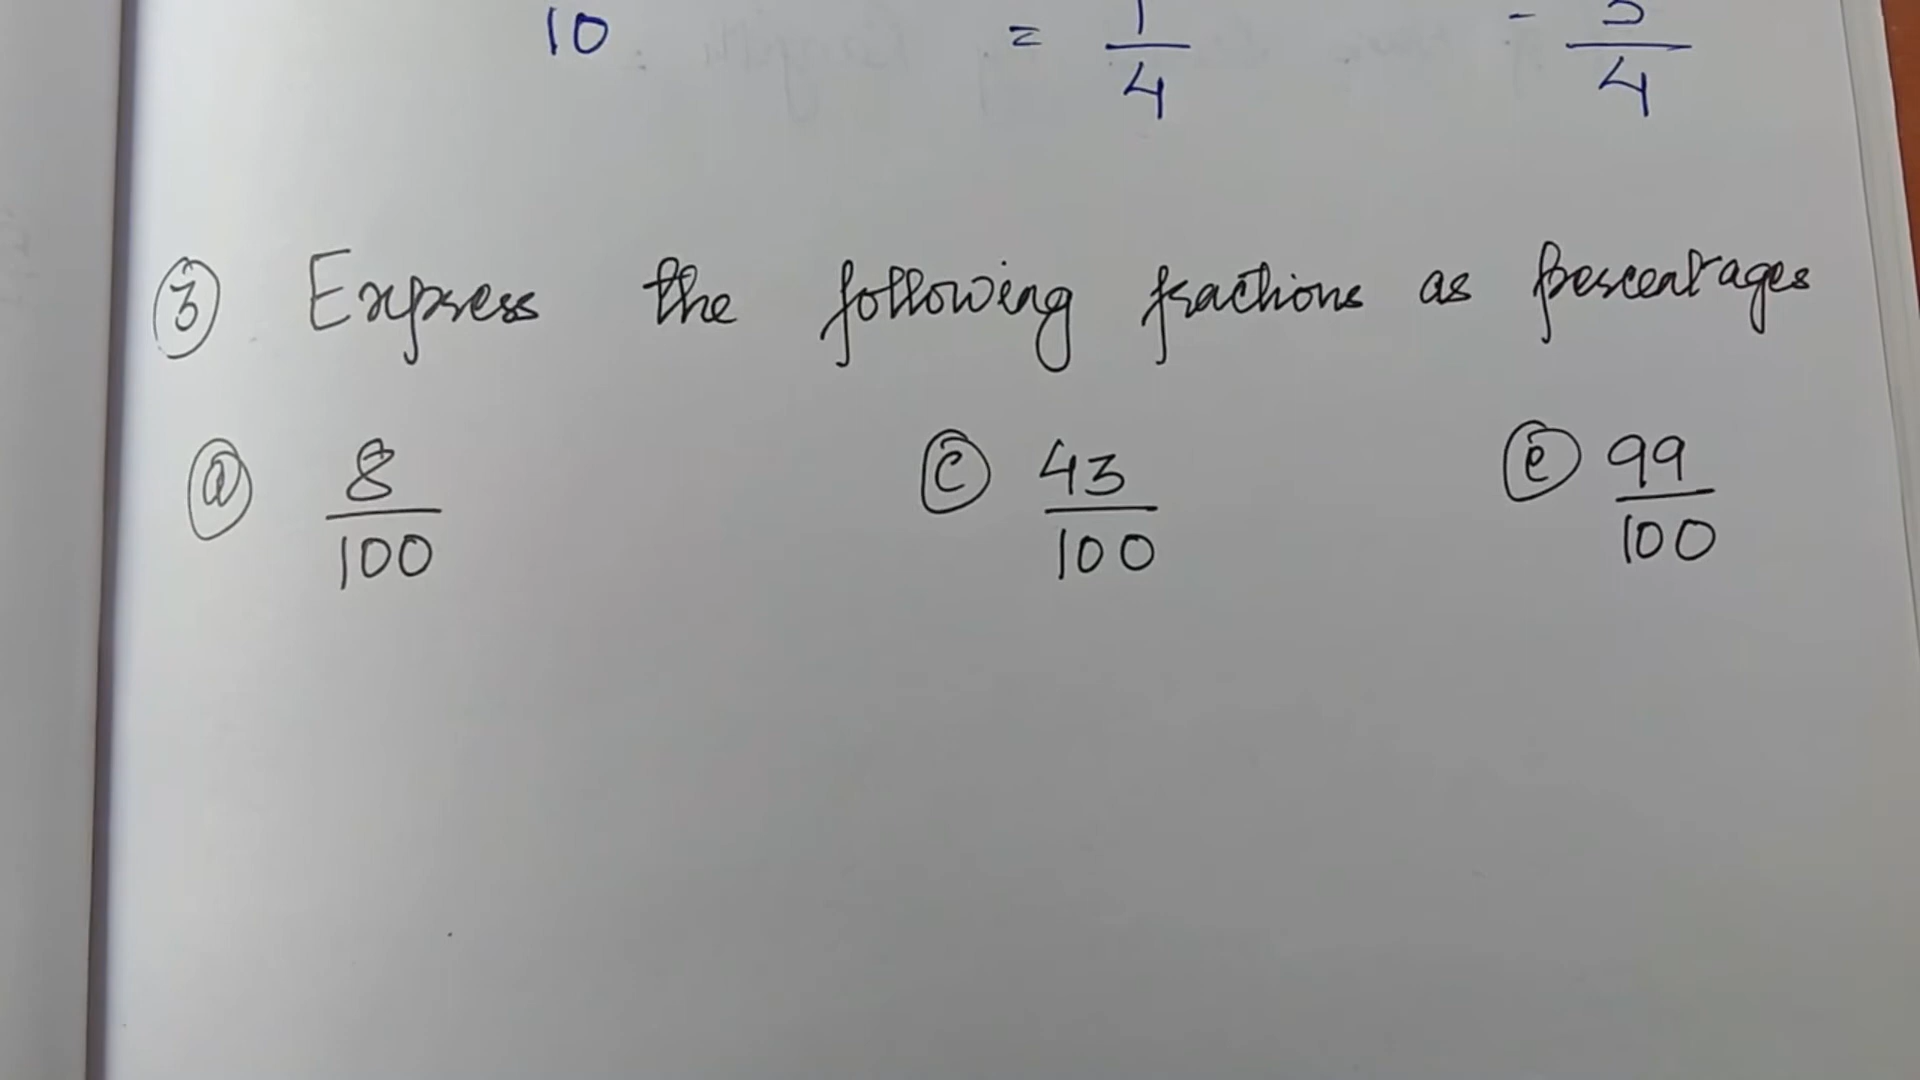 10 = 1/4 - 3/4
③ Express the following fractions as percentages
ⓐ 8/100 ⓒ 43/100 ⓔ 99/100